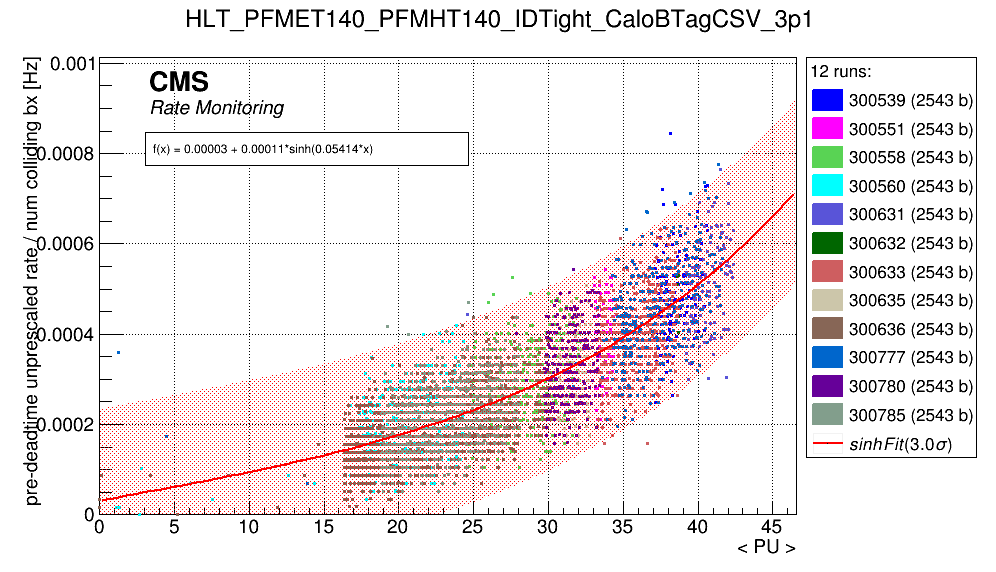 HLT_PFMET140_PFMHT140_IDTight_CaloBTagCSV_3p1
pre-deadtime unprescaled rate / num colliding bx [Hz]
0.001
0.0008
0.0006
0.0004
0.0002
0
CMS
Rate Monitoring
f(x) = 0.00003 + 0.00011*sinh(0.05414*x)
0 5 10 15 20 25 30 35 40 45
< PU >
12 runs:
300539 (2543 b)
300551 (2543 b)
300558 (2543 b)
300560 (2543 b)
300631 (2543 b)
300632 (2543 b)
300633 (2543 b)
300635 (2543 b)
300636 (2543 b)
300777 (2543 b)
300780 (2543 b)
300785 (2543 b)
sinhFit(3.0σ)